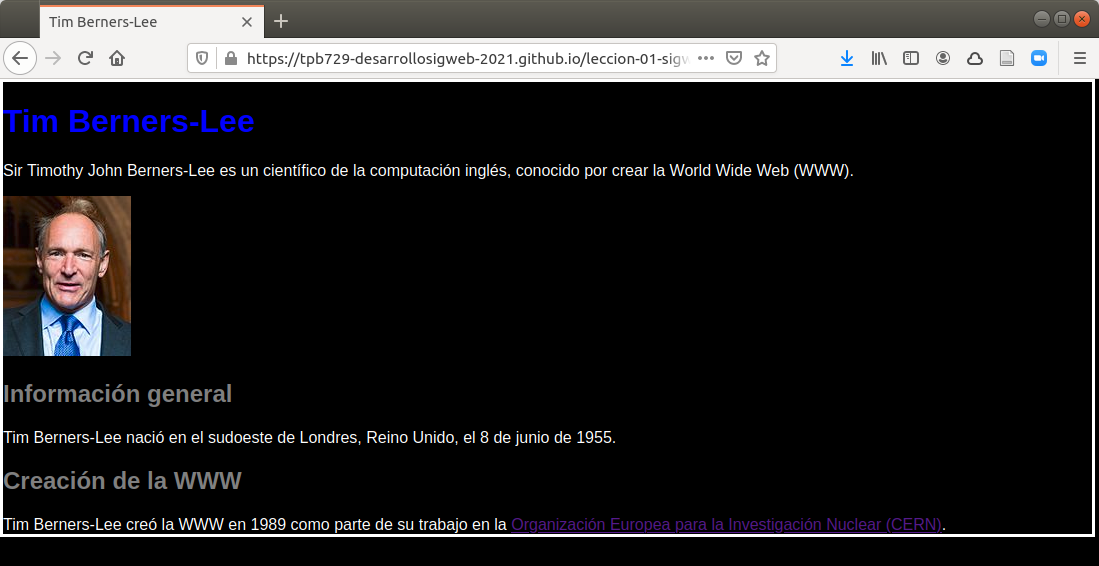 Tim Berners-Lee
https://tpb729-desarrollosigweb-2021.github.io/leccion-01-sigw
Tim Berners-Lee
Sir Timothy John Berners-Lee es un científico de la computación inglés, conocido por crear la World Wide Web (WWW).
Información general
Tim Berners-Lee nació en el sudoeste de Londres, Reino Unido, el 8 de junio de 1955.
Creación de la WWW
Tim Berners-Lee creó la WWW en 1989 como parte de su trabajo en la Organización Europea para la Investigación Nuclear (CERN).